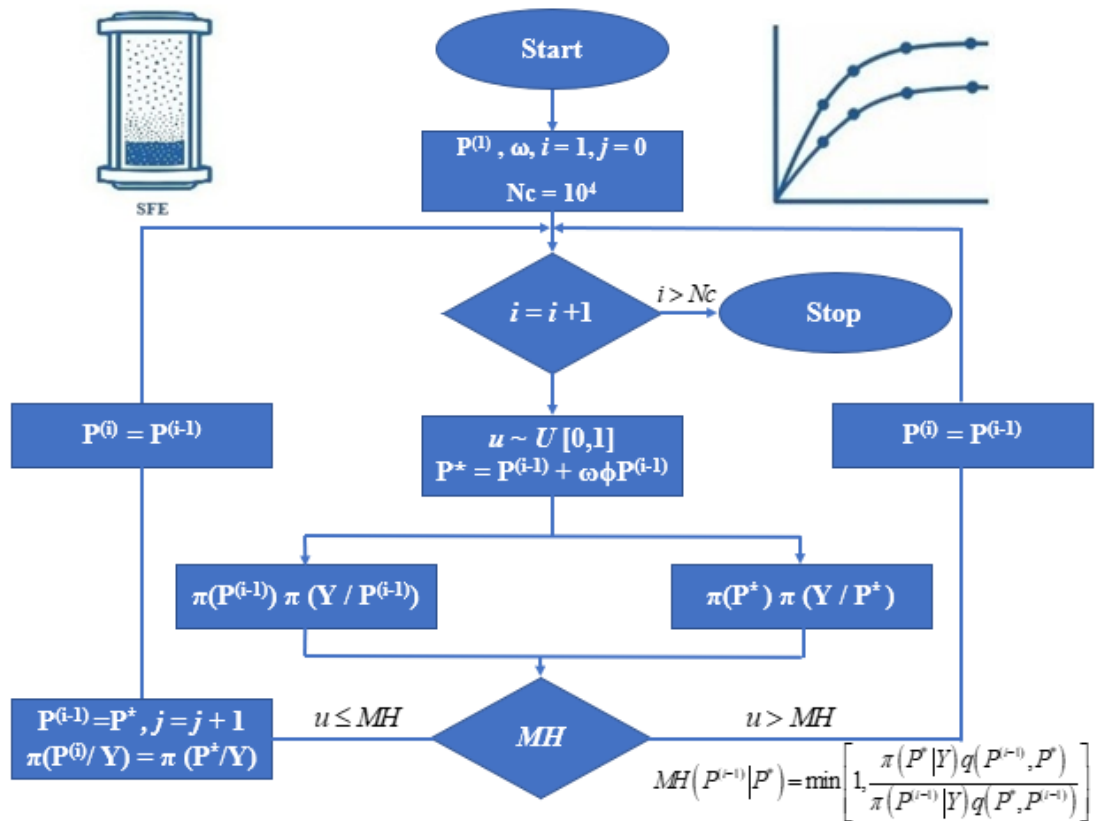 Start
SFE
P⁽¹⁾ , ω, i = 1, j = 0
Nc = 10⁴
i = i +1
i > Nc
Stop
P⁽ⁱ⁾ = P⁽ⁱ⁻¹⁾
u ~ U [0,1]
P* = P⁽ⁱ⁻¹⁾ + ωϕP⁽ⁱ⁻¹⁾
P⁽ⁱ⁾ = P⁽ⁱ⁻¹⁾
π(P⁽ⁱ⁻¹⁾) π (Y / P⁽ⁱ⁻¹⁾)
π(P*) π (Y / P*)
P⁽ⁱ⁻¹⁾=P*, j = j + 1
π(P⁽ⁱ⁾/ Y) = π (P*/Y)
u ≤ MH
MH
u > MH
MH(P⁽ⁱ⁻¹⁾|P*) = min[1, π(P*|Y)q(P⁽ⁱ⁻¹⁾, P*) / π(P⁽ⁱ⁻¹⁾|Y)q(P*, P⁽ⁱ⁻¹⁾)]